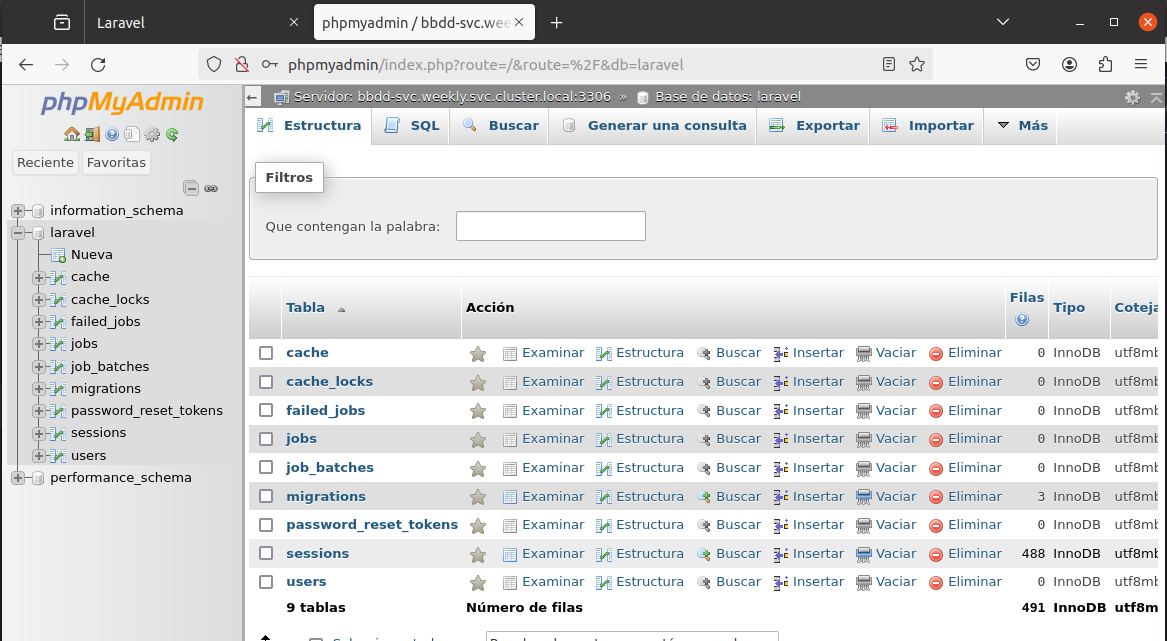 Laravel
phpmyadmin / bbdd-svc.wee
phpmyadmin/index.php?route=/&route=%2F&db=laravel
phpMyAdmin
Reciente Favoritas
information_schema
laravel
Nueva
cache
cache_locks
failed_jobs
jobs
job_batches
migrations
password_reset_tokens
sessions
users
performance_schema
Servidor: bbdd-svc.weekly.svc.cluster.local:3306 » Base de datos: laravel
Estructura SQL Buscar Generar una consulta Exportar Importar Más
Filtros
Que contengan la palabra:
Tabla Acción Filas Tipo Coteja
cache Examinar Estructura Buscar Insertar Vaciar Eliminar 0 InnoDB utf8mb
cache_locks Examinar Estructura Buscar Insertar Vaciar Eliminar 0 InnoDB utf8mb
failed_jobs Examinar Estructura Buscar Insertar Vaciar Eliminar 0 InnoDB utf8mb
jobs Examinar Estructura Buscar Insertar Vaciar Eliminar 0 InnoDB utf8mb
job_batches Examinar Estructura Buscar Insertar Vaciar Eliminar 0 InnoDB utf8mb
migrations Examinar Estructura Buscar Insertar Vaciar Eliminar 3 InnoDB utf8mb
password_reset_tokens Examinar Estructura Buscar Insertar Vaciar Eliminar 0 InnoDB utf8mb
sessions Examinar Estructura Buscar Insertar Vaciar Eliminar 488 InnoDB utf8mb
users Examinar Estructura Buscar Insertar Vaciar Eliminar 0 InnoDB utf8mb
9 tablas Número de filas 491 InnoDB utf8m